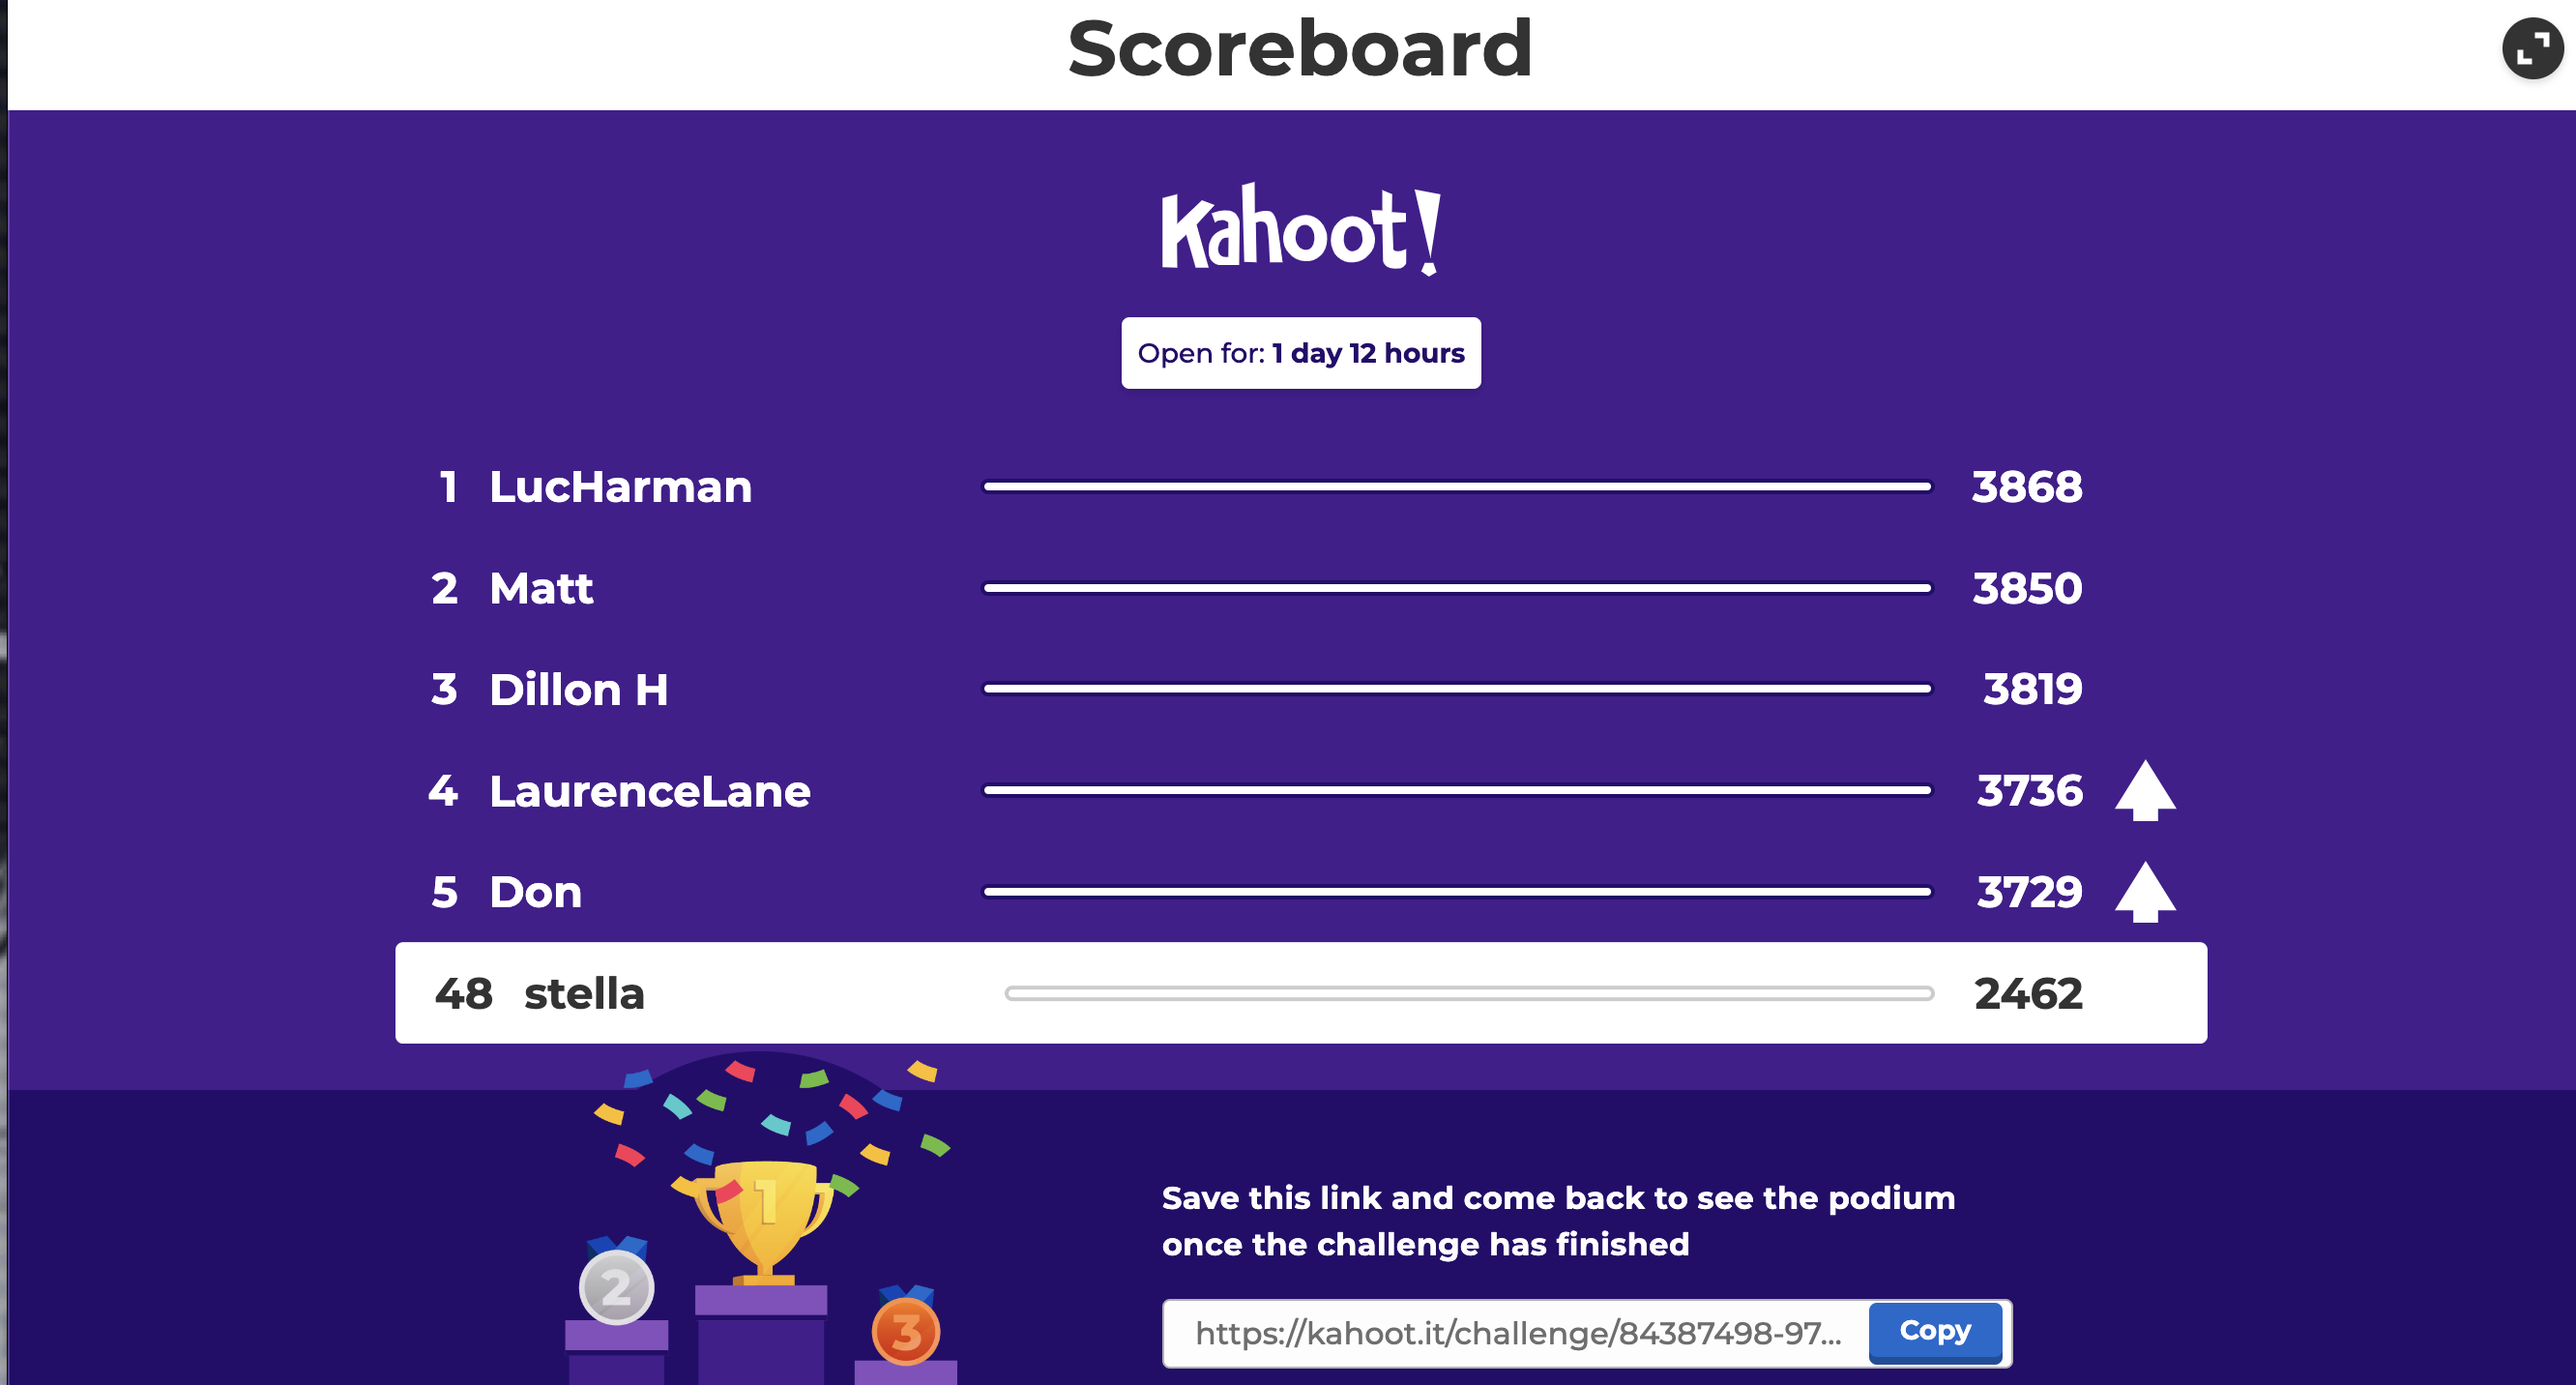 Scoreboard
Kahoot!
Open for: 1 day 12 hours
1 LucHarman 3868
2 Matt 3850
3 Dillon H 3819
4 LaurenceLane 3736
5 Don 3729
48 stella 2462
1
2
3
Save this link and come back to see the podium
once the challenge has finished
https://kahoot.it/challenge/84387498-97... Copy